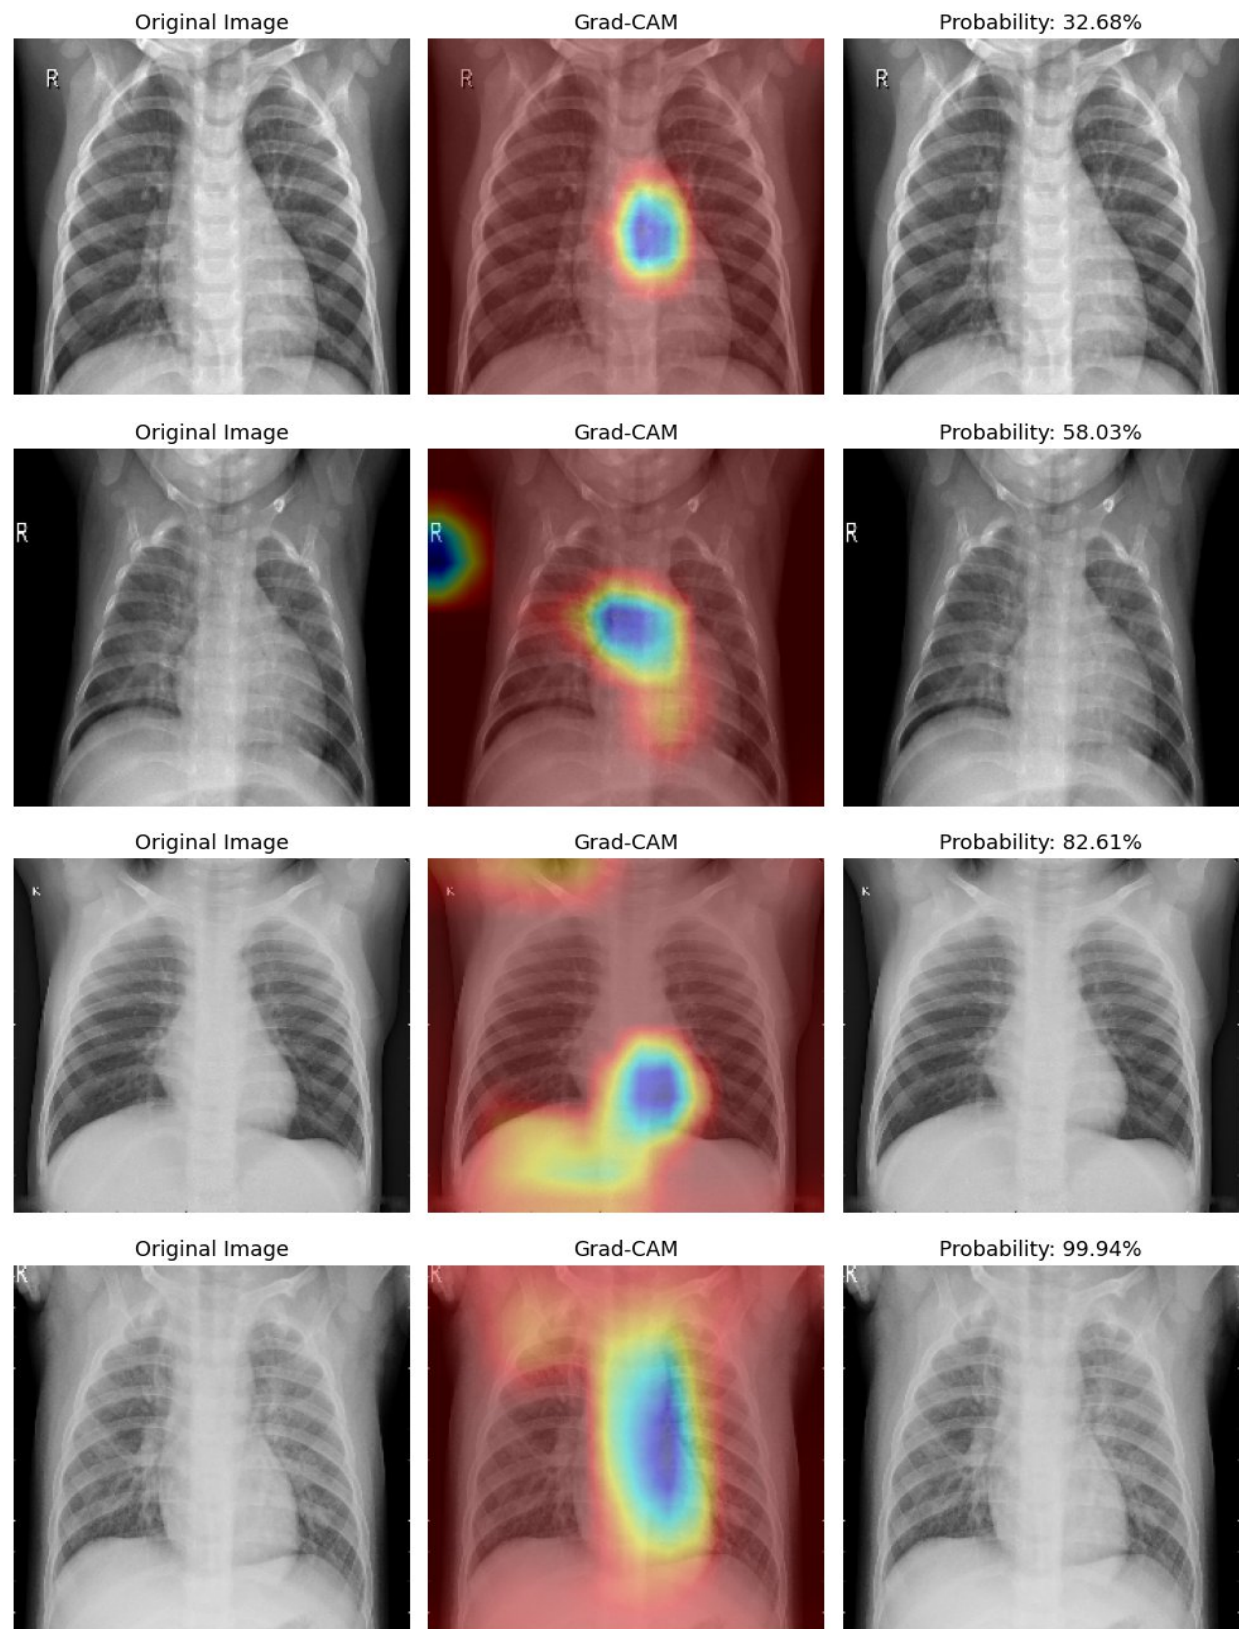 Original Image
Grad-CAM
Probability: 32.68%
R
R
R
Original Image
Grad-CAM
Probability: 58.03%
R
R
R
Original Image
Grad-CAM
Probability: 82.61%
Original Image
Grad-CAM
Probability: 99.94%
R
R
R